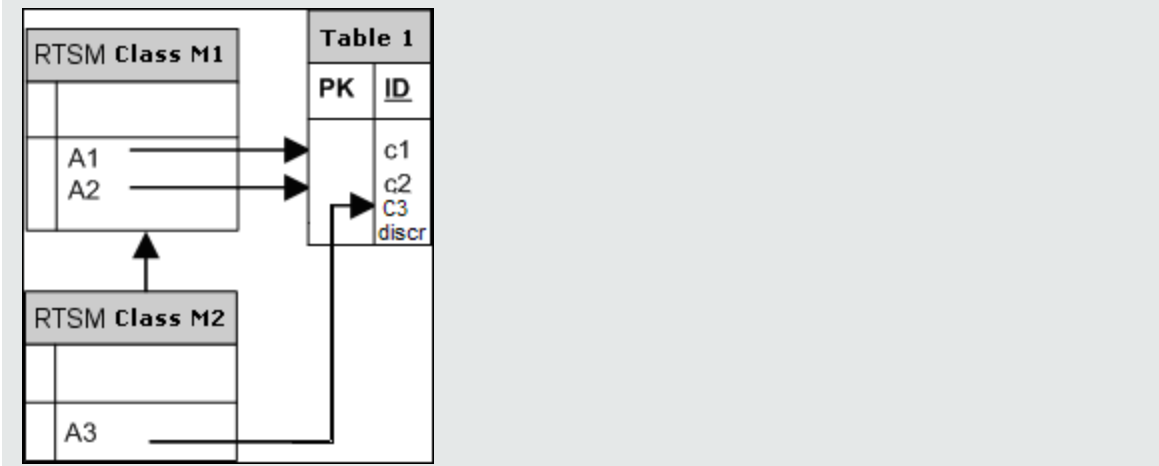 RTSM Class M1
A1
A2
Table 1
PK ID
c1
c2
C3
discr
RTSM Class M2
A3